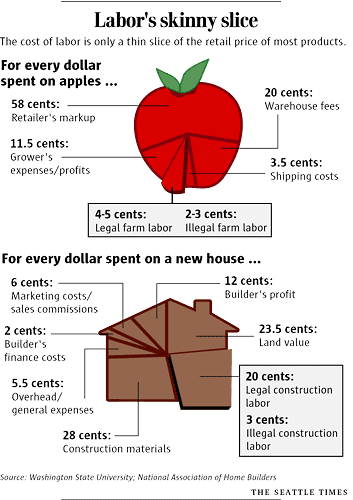 Labor's skinny slice
The cost of labor is only a thin slice of the retail price of most products.
For every dollar
spent on apples ...
58 cents:
Retailer's markup
11.5 cents:
Grower's
expenses/profits
20 cents:
Warehouse fees
3.5 cents:
Shipping costs
4-5 cents:
Legal farm labor
2-3 cents:
Illegal farm labor
For every dollar spent on a new house ...
6 cents:
Marketing costs/
sales commissions
2 cents:
Builder's
finance costs
5.5 cents:
Overhead/
general expenses
28 cents:
Construction materials
12 cents:
Builder's profit
23.5 cents:
Land value
20 cents:
Legal construction
labor
3 cents:
Illegal construction
labor
Source: Washington State University; National Association of Home Builders
THE SEATTLE TIMES